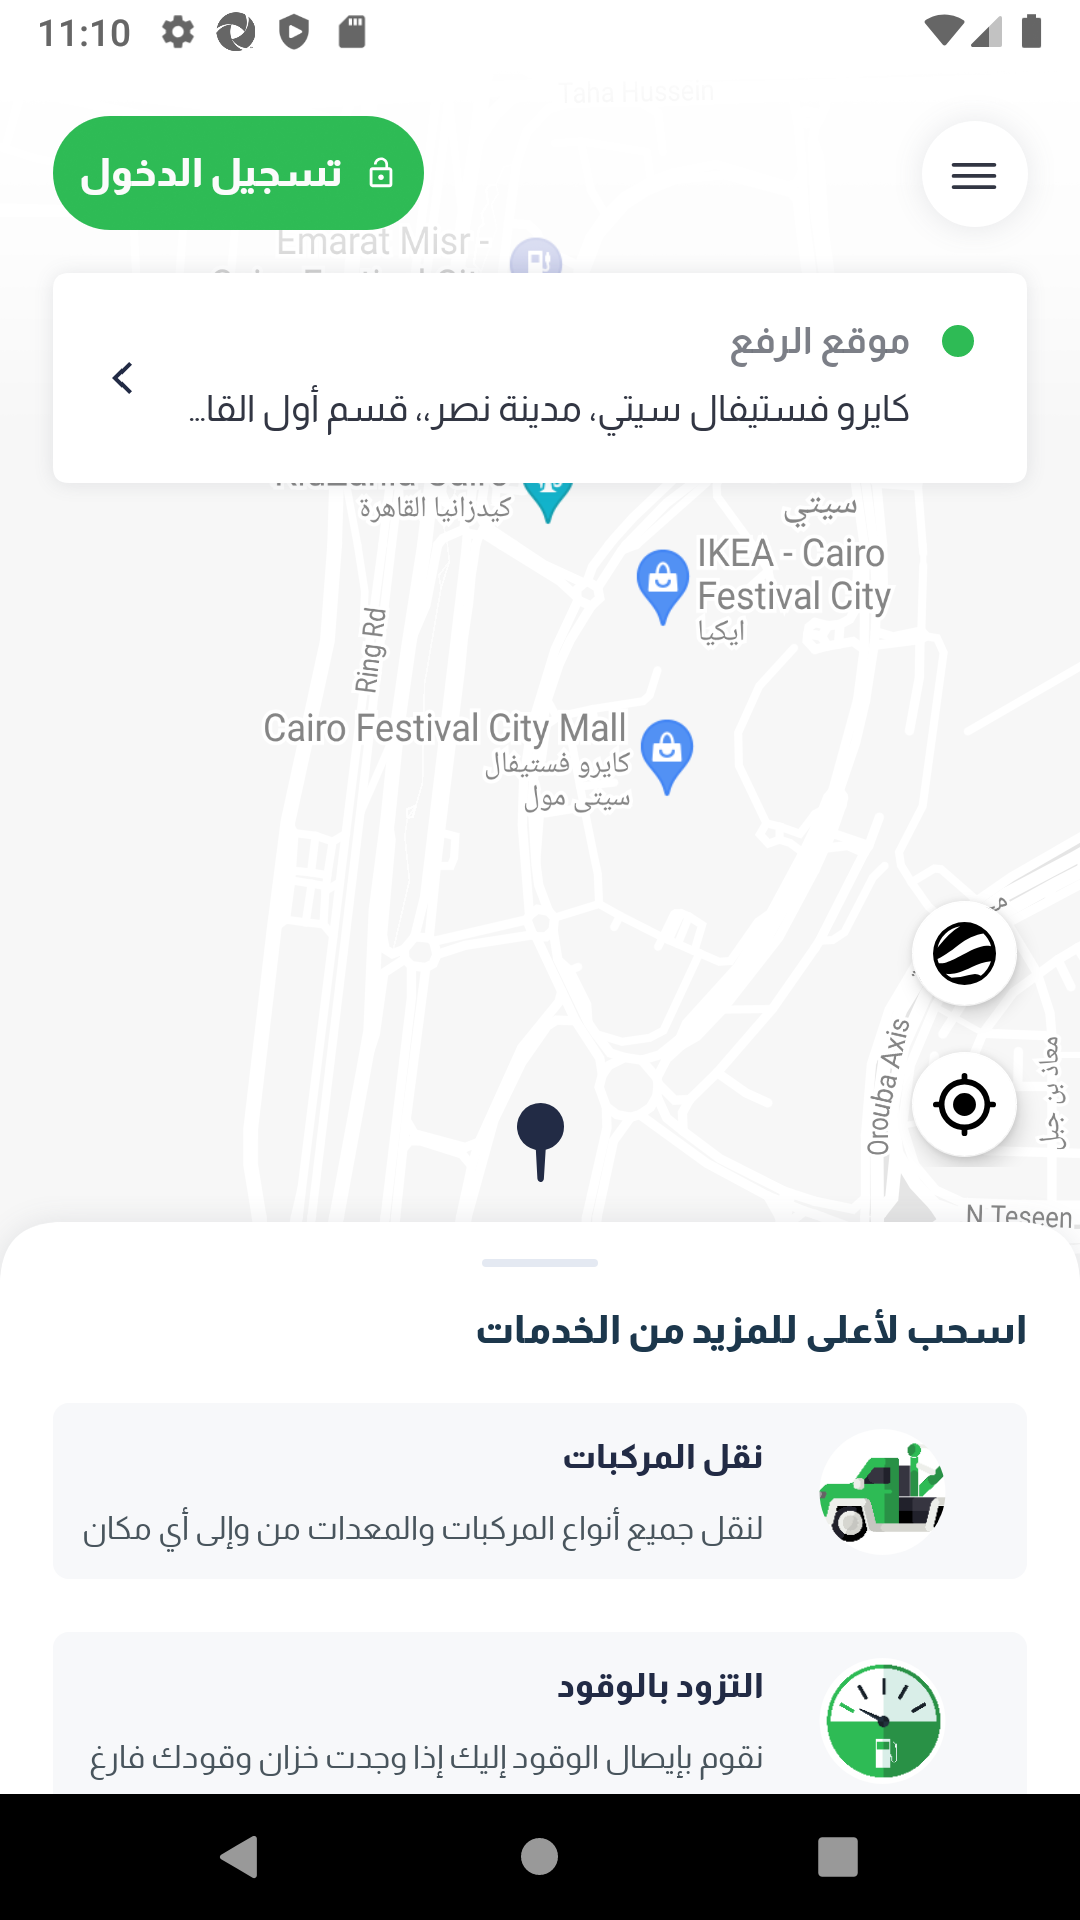 11:10
Taha Hussein
تسجيل الدخول
Emarat Misr -
موقع الرفع
كايرو فستيفال سيتي، مدينة نصر،، قسم أول القا...
كيدزانيا القاهرة
سيتي
IKEA - Cairo
Festival City
ايكيا
Ring Rd
Cairo Festival City Mall
كايرو فستيفال
سيتى مول
Orouba Axis
معاذ بن جبل
N Teseen
اسحب لأعلى للمزيد من الخدمات
نقل المركبات
لنقل جميع أنواع المركبات والمعدات من وإلى أي مكان
التزود بالوقود
نقوم بإيصال الوقود إليك إذا وجدت خزان وقودك فارغ